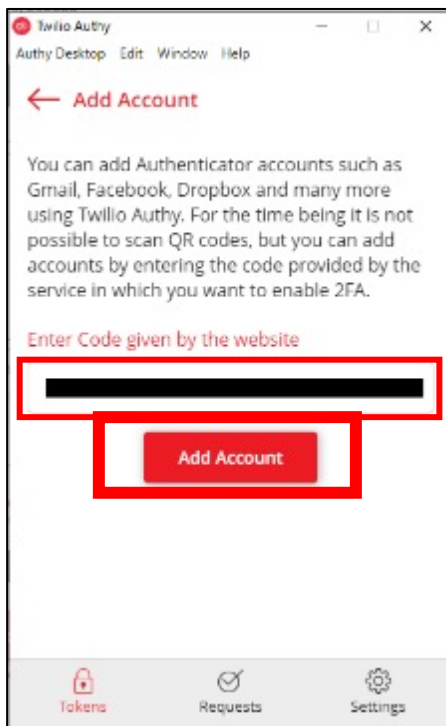 Twilio Authy
Authy Desktop Edit Window Help
Add Account
You can add Authenticator accounts such as
Gmail, Facebook, Dropbox and many more
using Twilio Authy. For the time being it is not
possible to scan QR codes, but you can add
accounts by entering the code provided by the
service in which you want to enable 2FA.
Enter Code given by the website
Add Account
Tokens Requests Settings